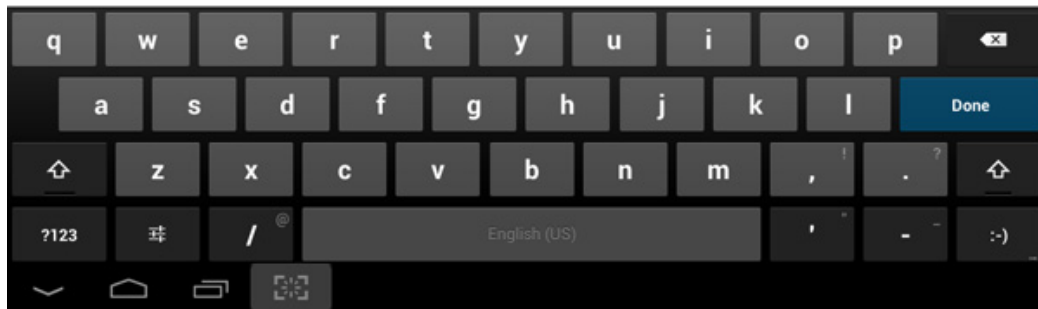 q w e r t y u i o p
a s d f g h j k l Done
z x c v b n m , ! . ?
?123 / @ English (US) ' " - _ :-)